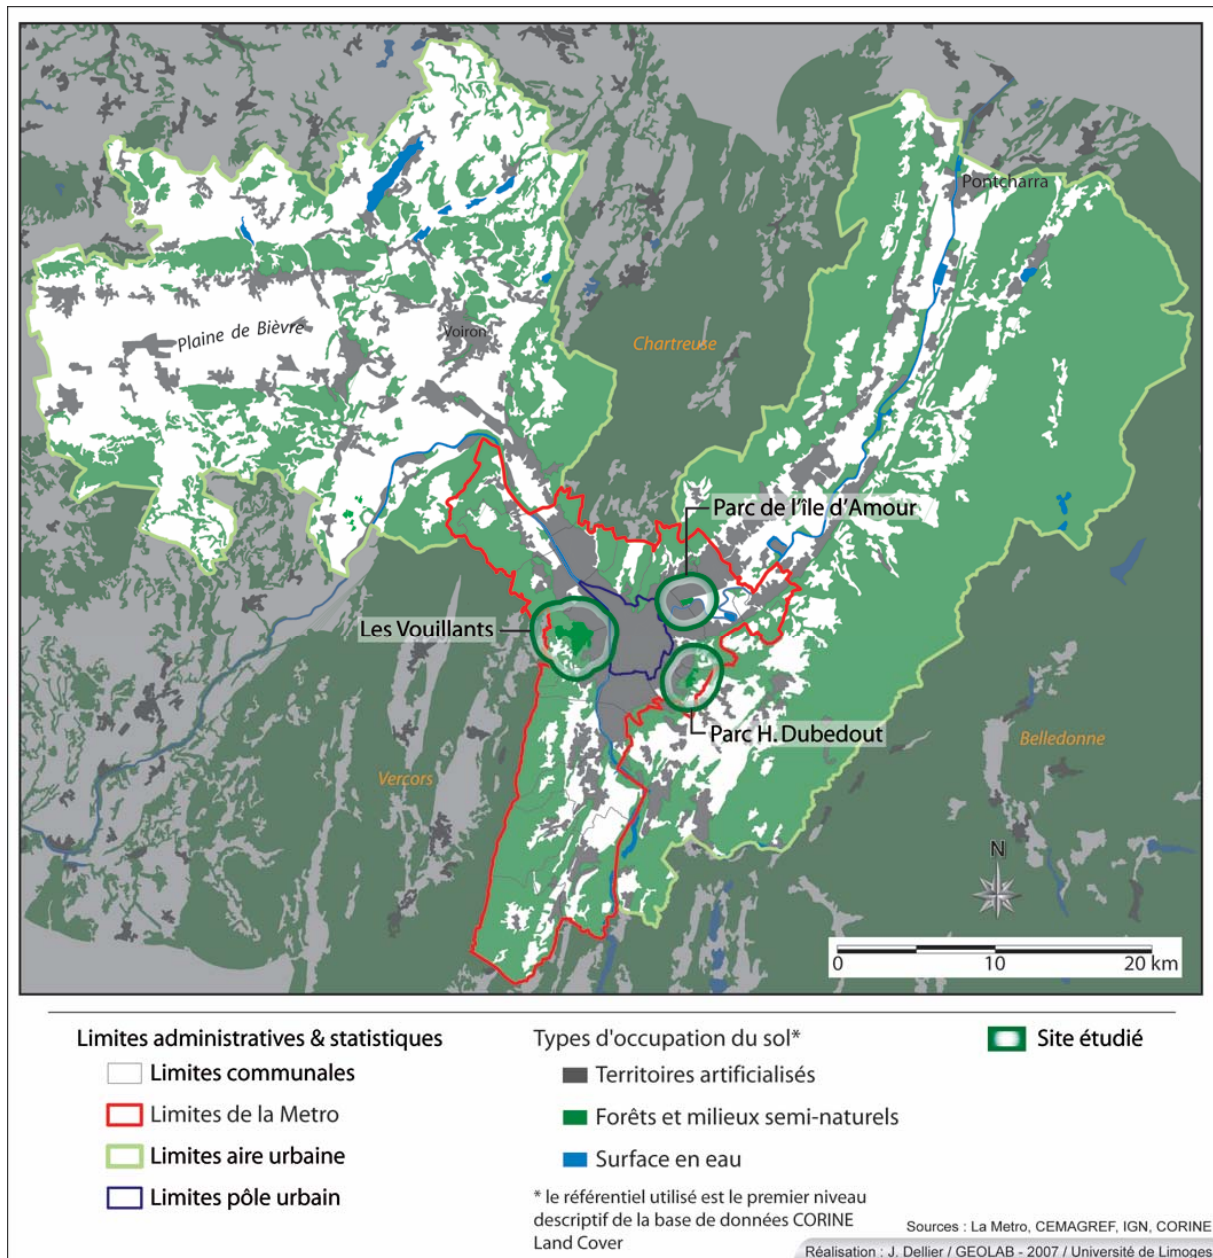 Pontcharra
Plaine de Bièvre
Voiron
Chartreuse
Parc de l'île d'Amour
Les Vouillants
Parc H. Dubedout
Belledonne
Vercors
N
0 10 20 km
Limites administratives & statistiques
Limites communales
Limites de la Metro
Limites aire urbaine
Limites pôle urbain
Types d'occupation du sol*
Territoires artificialisés
Forêts et milieux semi-naturels
Surface en eau
* le référentiel utilisé est le premier niveau
descriptif de la base de données CORINE
Land Cover
Site étudié
Sources : La Metro, CEMAGREF, IGN, CORINE
Réalisation : J. Dellier / GEOLAB - 2007 / Université de Limoges